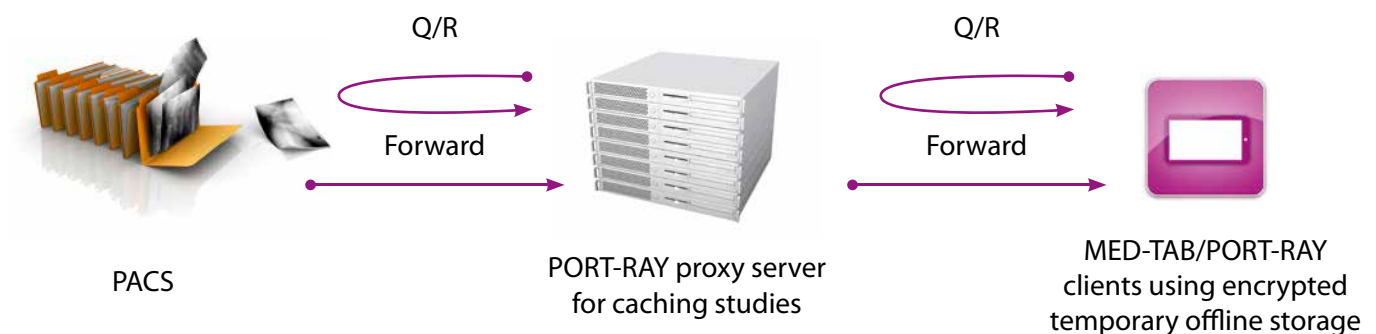 Q/R
Forward
PACS
PORT-RAY proxy server
for caching studies
Q/R
Forward
MED-TAB/PORT-RAY
clients using encrypted
temporary offline storage